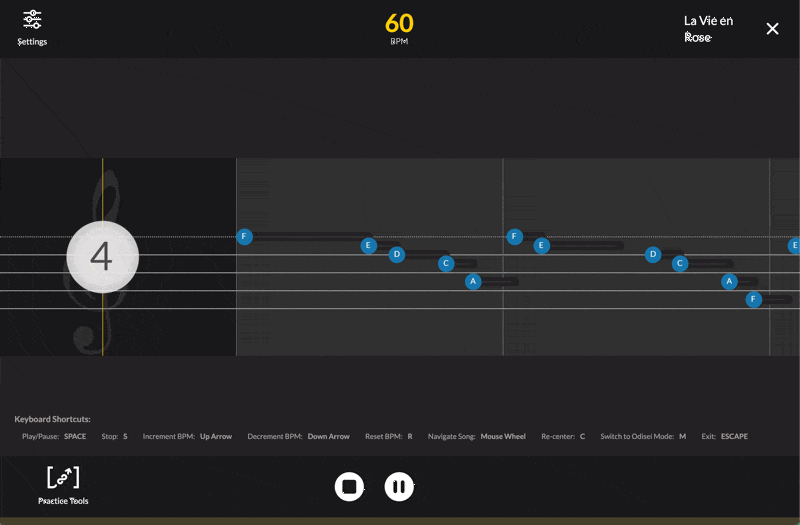 Settings
60
BPM
La Vie en
Rose
4
F E D C A F E D C A F E
Keyboard Shortcuts:
Play/Pause: SPACE Stop: S Increment BPM: Up Arrow Decrement BPM: Down Arrow Reset BPM: R Navigate Song: Mouse Wheel Re-center: C Switch to Odisei Mode: M Exit: ESCAPE
Practice Tools